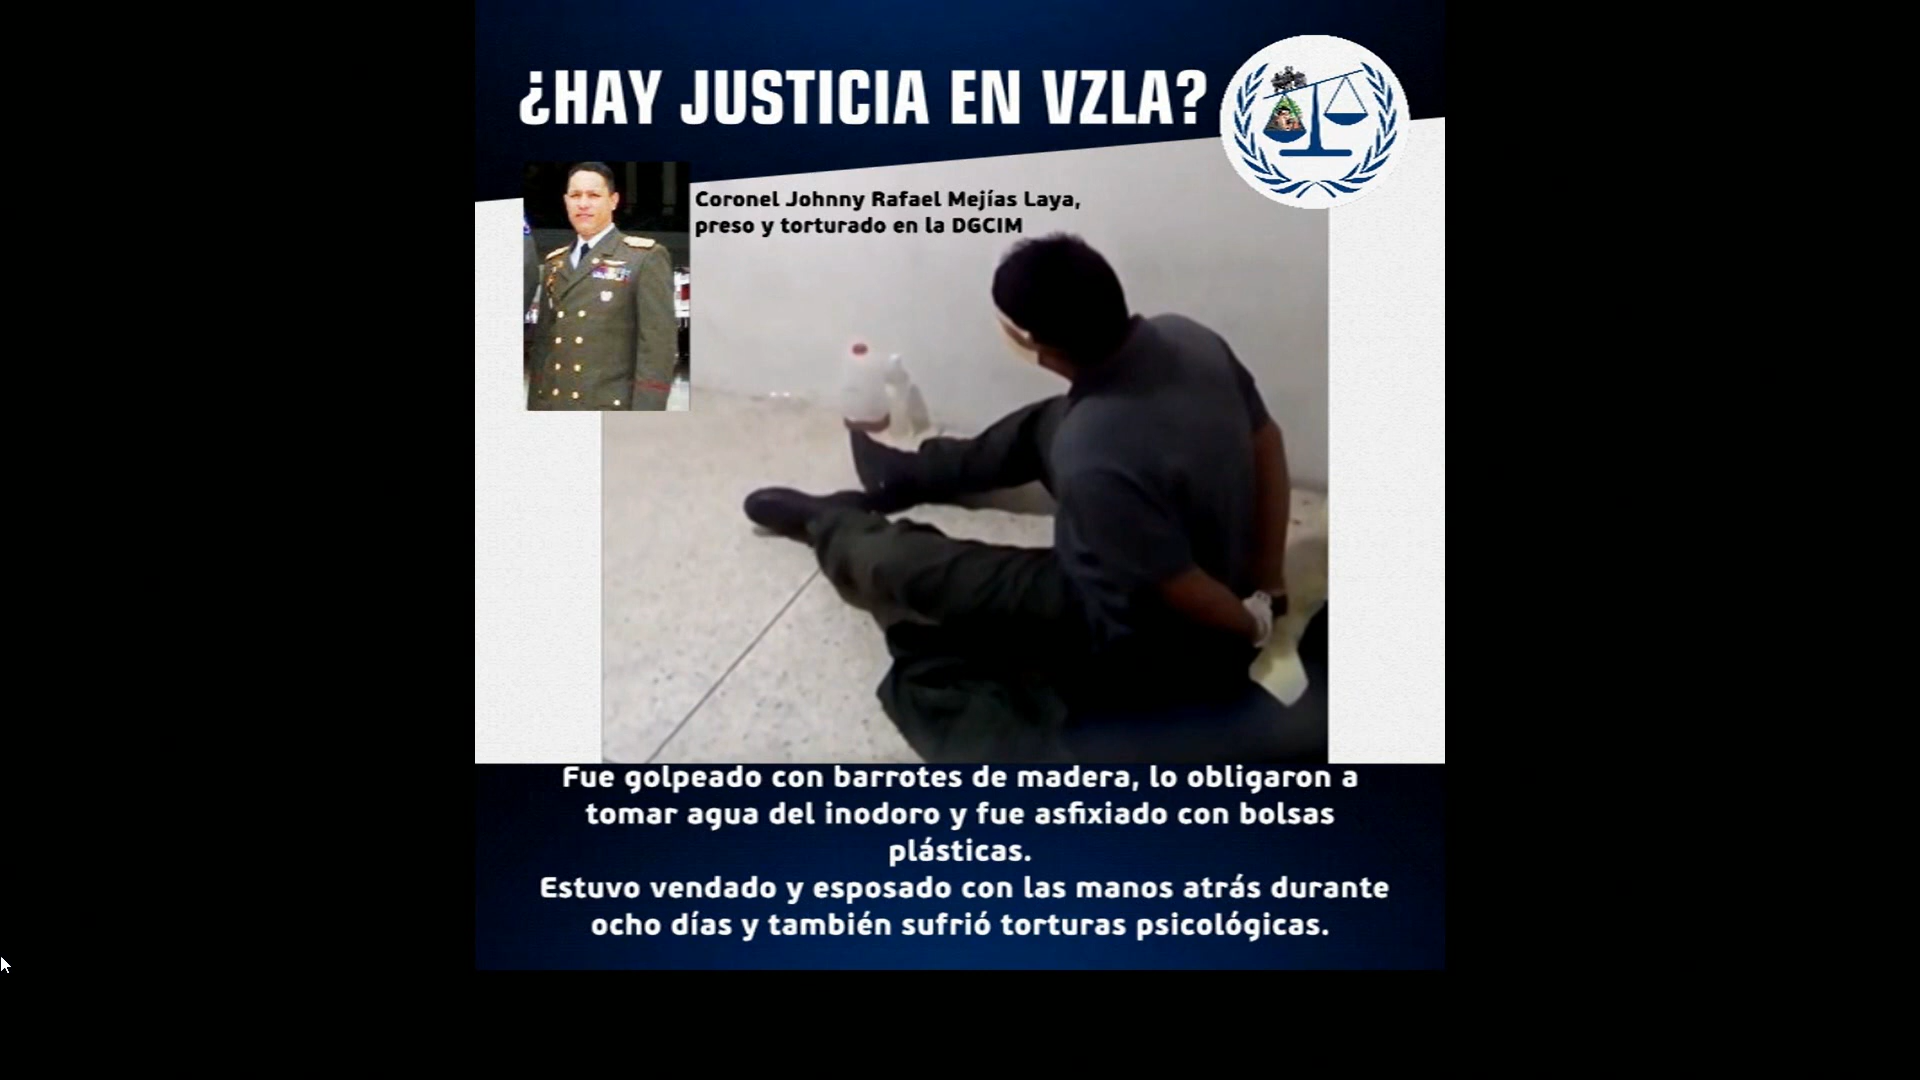 ¿HAY JUSTICIA EN VZLA?
Coronel Johnny Rafael Mejías Laya,
preso y torturado en la DGCIM
Fue golpeado con barrotes de madera, lo obligaron a
tomar agua del inodoro y fue asfixiado con bolsas
plásticas.
Estuvo vendado y esposado con las manos atrás durante
ocho días y también sufrió torturas psicológicas.